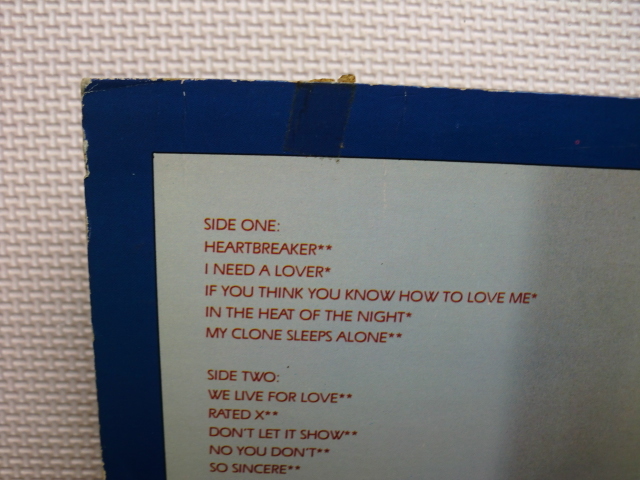 SIDE ONE:
HEARTBREAKER**
I NEED A LOVER*
IF YOU THINK YOU KNOW HOW TO LOVE ME*
IN THE HEAT OF THE NIGHT*
MY CLONE SLEEPS ALONE**
SIDE TWO:
WE LIVE FOR LOVE**
RATED X**
DON'T LET IT SHOW**
NO YOU DON'T**
SO SINCERE**